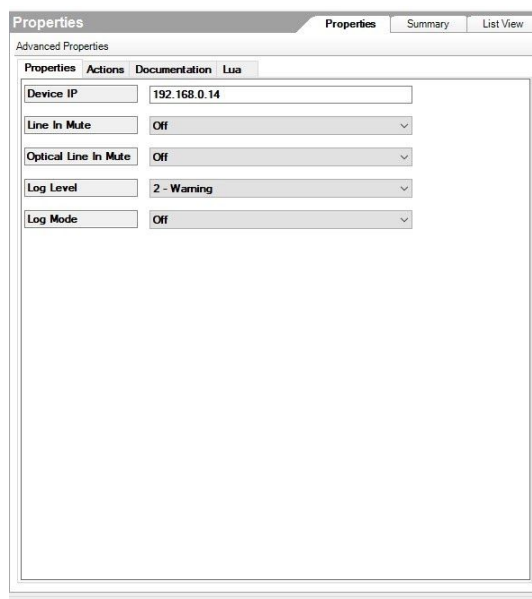 Properties Properties Summary List View
Advanced Properties
Properties Actions Documentation Lua
Device IP 192.168.0.14
Line In Mute Off
Optical Line In Mute Off
Log Level 2 - Warning
Log Mode Off